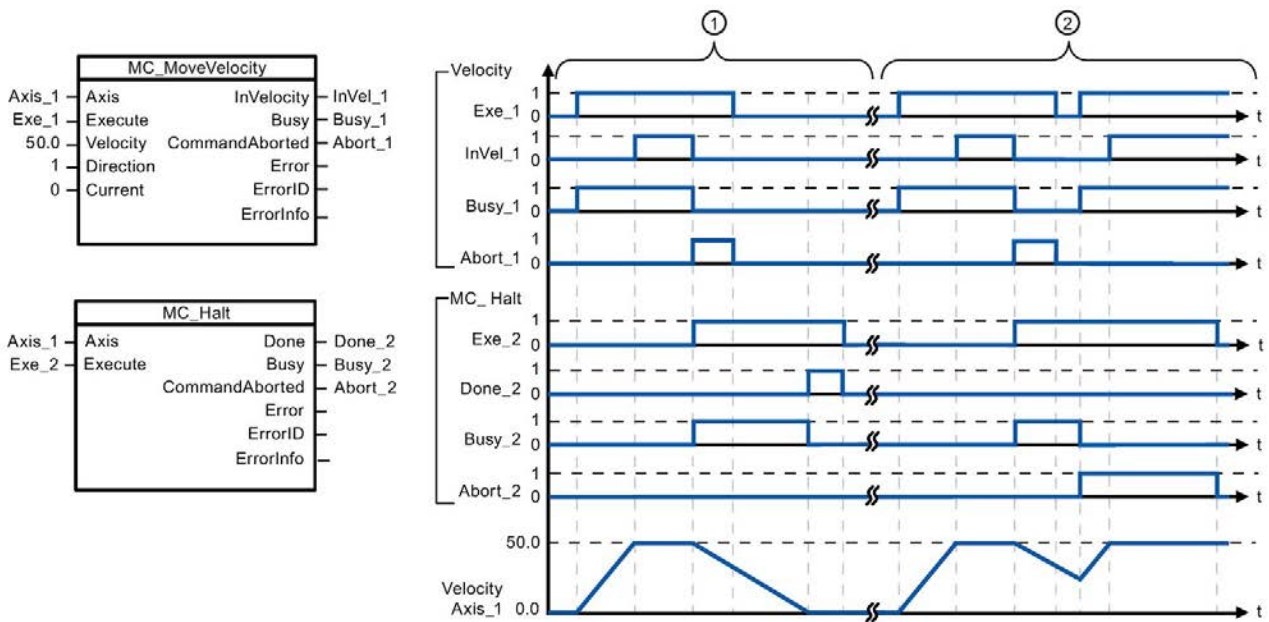 MC_MoveVelocity
Axis_1 Axis InVelocity InVel_1
Exe_1 Execute Busy Busy_1
50.0 Velocity CommandAborted Abort_1
1 Direction Error
0 Current ErrorID
ErrorInfo
MC_Halt
Axis_1 Axis Done Done_2
Exe_2 Execute Busy Busy_2
CommandAborted Abort_2
Error
ErrorID
ErrorInfo
1 2
Velocity
Exe_1 1 0 t
InVel_1 1 0 t
Busy_1 1 0 t
Abort_1 1 0 t
MC_ Halt
Exe_2 1 0 t
Done_2 1 0 t
Busy_2 1 0 t
Abort_2 1 0 t
50.0
Velocity
Axis_1 0.0 t